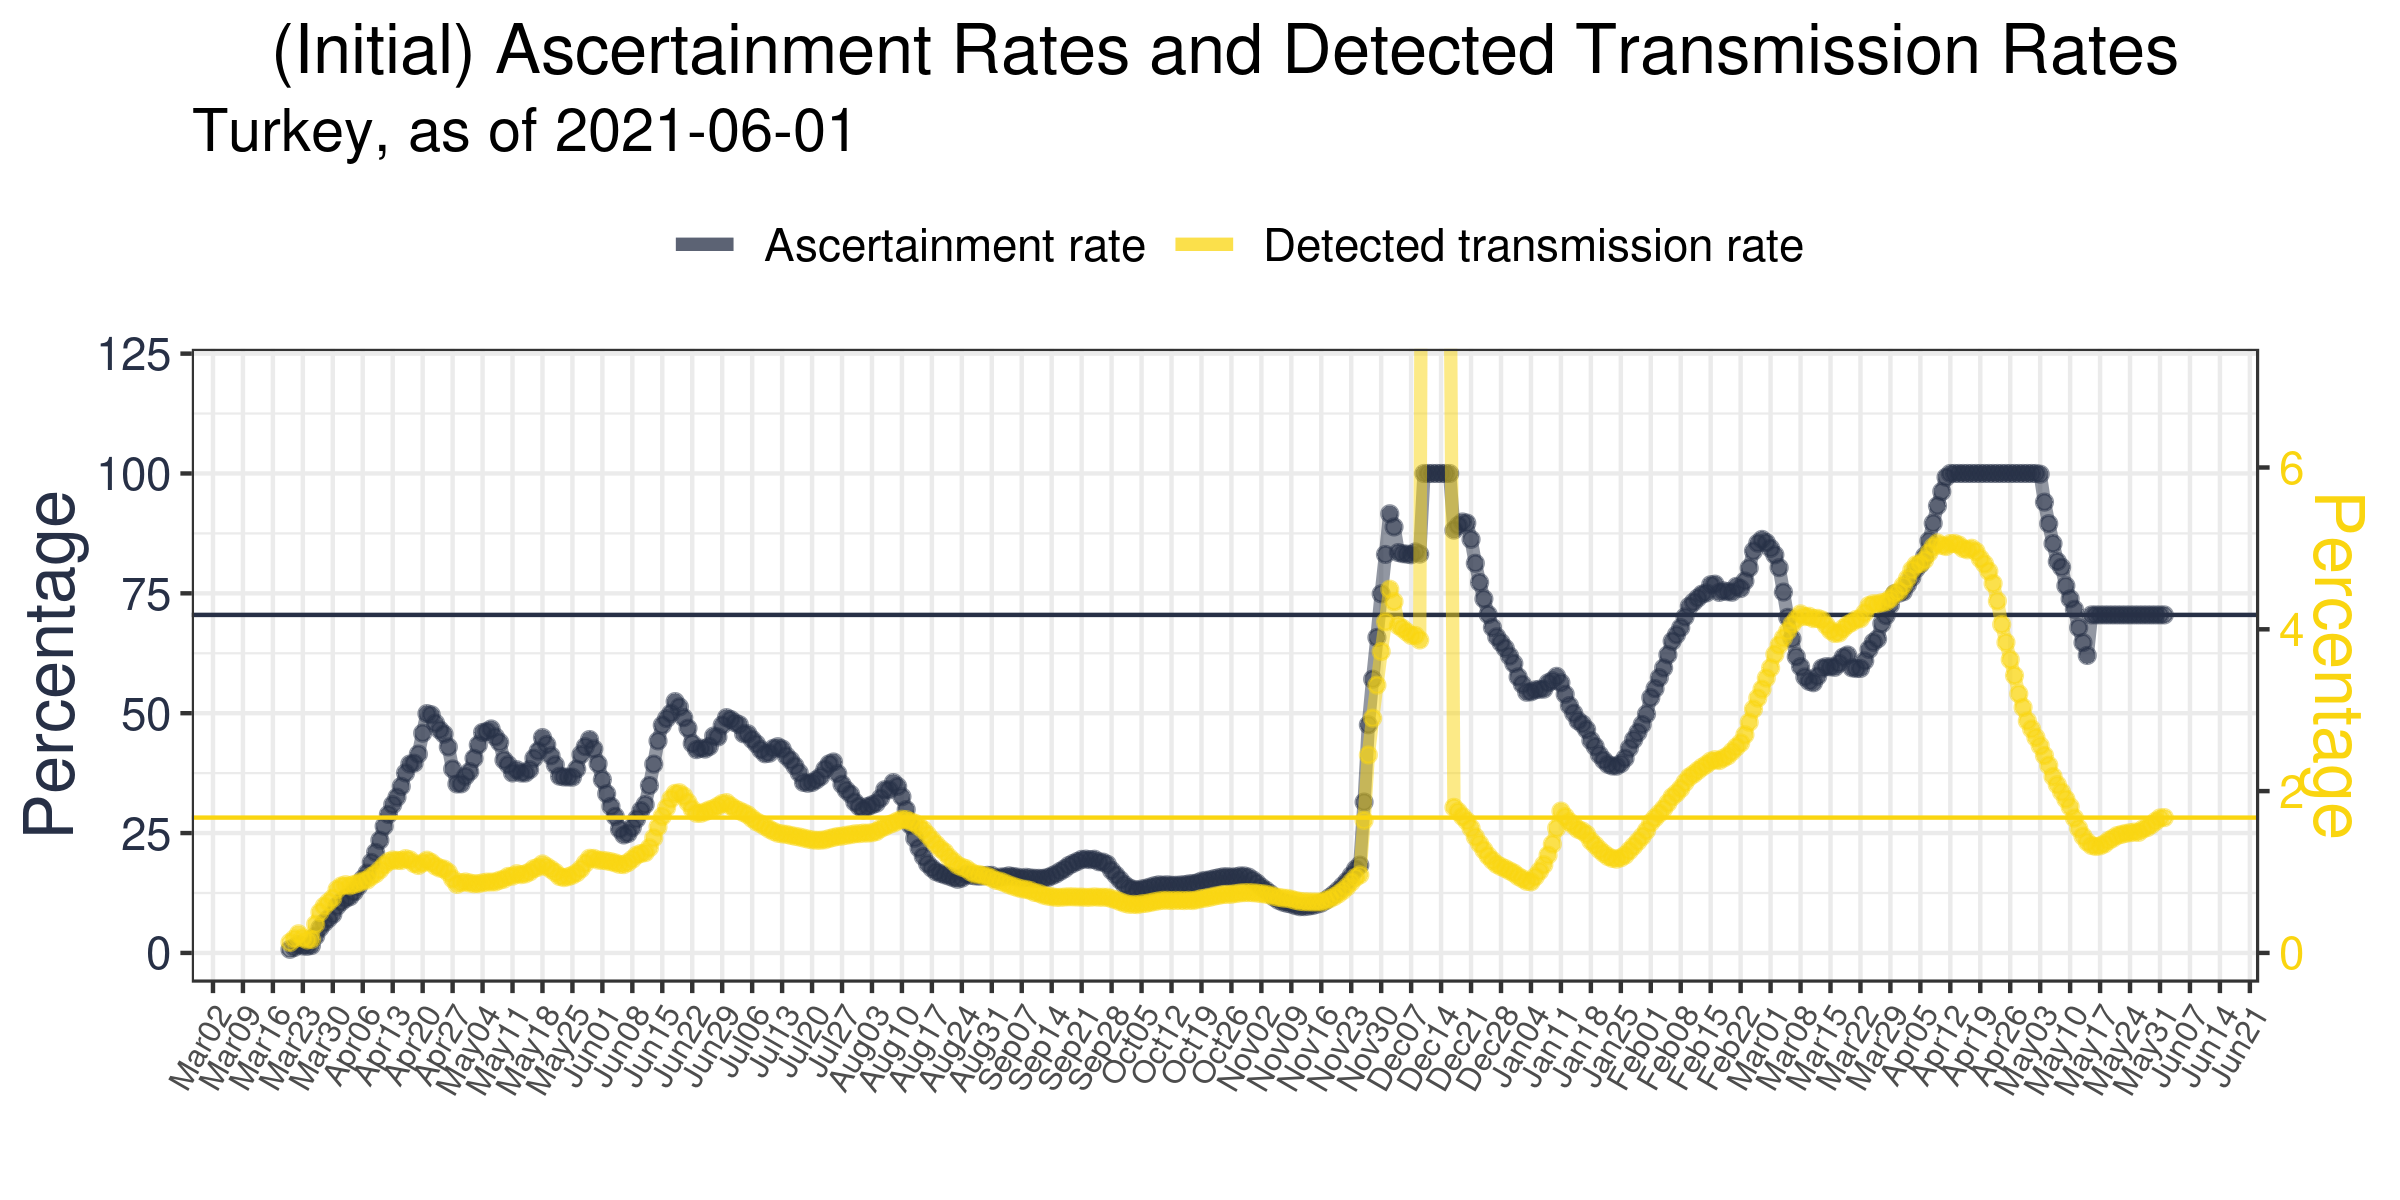 (Initial) Ascertainment Rates and Detected Transmission Rates
Turkey, as of 2021-06-01
Ascertainment rate
Detected transmission rate
125
100
75
50
25
0
Percentage
6
4
2
0
Percentage
Mar02
Mar09
Mar16
Mar23
Mar30
Apr06
Apr13
Apr20
Apr27
May04
May11
May18
May25
Jun01
Jun08
Jun15
Jun22
Jun29
Jul06
Jul13
Jul20
Jul27
Aug03
Aug10
Aug17
Aug24
Aug31
Sep07
Sep14
Sep21
Sep28
Oct05
Oct12
Oct19
Oct26
Nov02
Nov09
Nov16
Nov23
Nov30
Dec07
Dec14
Dec21
Dec28
Jan04
Jan11
Jan18
Jan25
Feb01
Feb08
Feb15
Feb22
Mar01
Mar08
Mar15
Mar22
Mar29
Apr05
Apr12
Apr19
Apr26
May03
May10
May17
May24
May31
Jun07
Jun14
Jun21